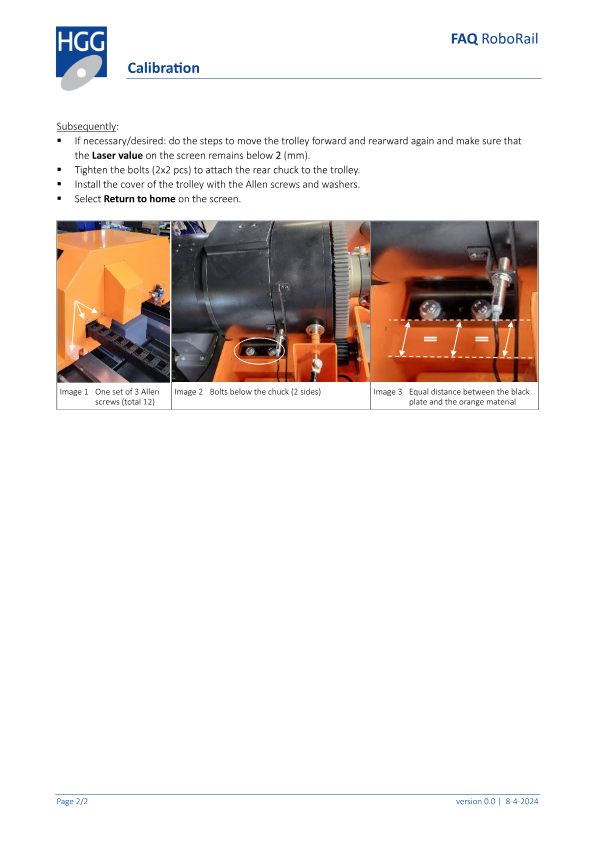 HGG
FAQ RoboRail
Calibration
Subsequently:
▪ If necessary/desired: do the steps to move the trolley forward and rearward again and make sure that
the Laser value on the screen remains below 2 (mm).
▪ Tighten the bolts (2x2 pcs) to attach the rear chuck to the trolley.
▪ Install the cover of the trolley with the Allen screws and washers.
▪ Select Return to home on the screen.
Image 1 One set of 3 Allen
screws (total 12)
Image 2 Bolts below the chuck (2 sides)
Image 3 Equal distance between the black
plate and the orange material
Page 2/2
version 0.0 | 8-4-2024